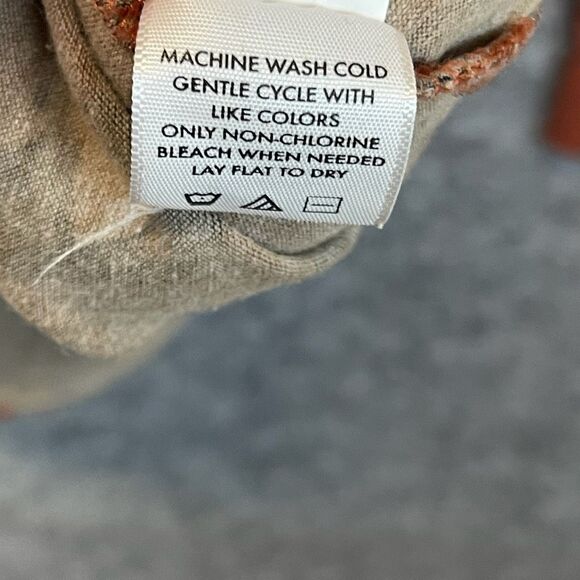 MACHINE WASH COLD
GENTLE CYCLE WITH
LIKE COLORS
ONLY NON-CHLORINE
BLEACH WHEN NEEDED
LAY FLAT TO DRY